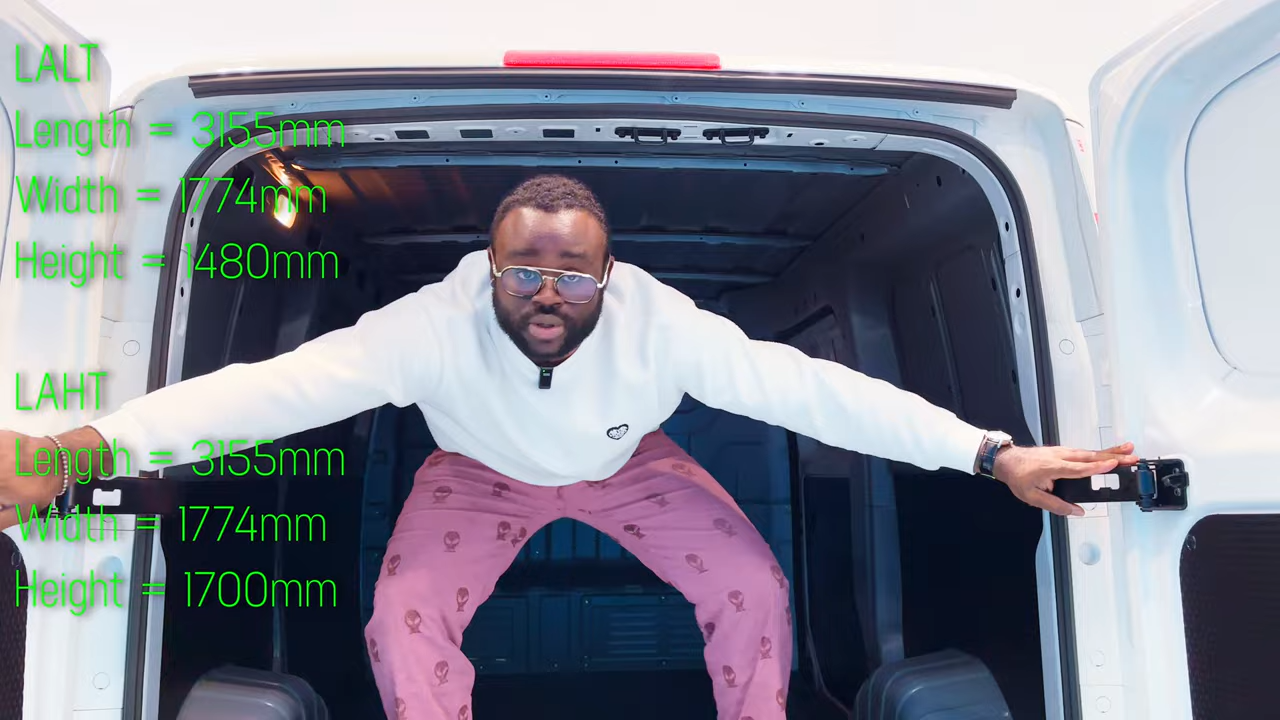 LALT
Length = 3155mm
Width = 1774mm
Height = 1480mm
LAHT
Length = 3155mm
Width = 1774mm
Height = 1700mm